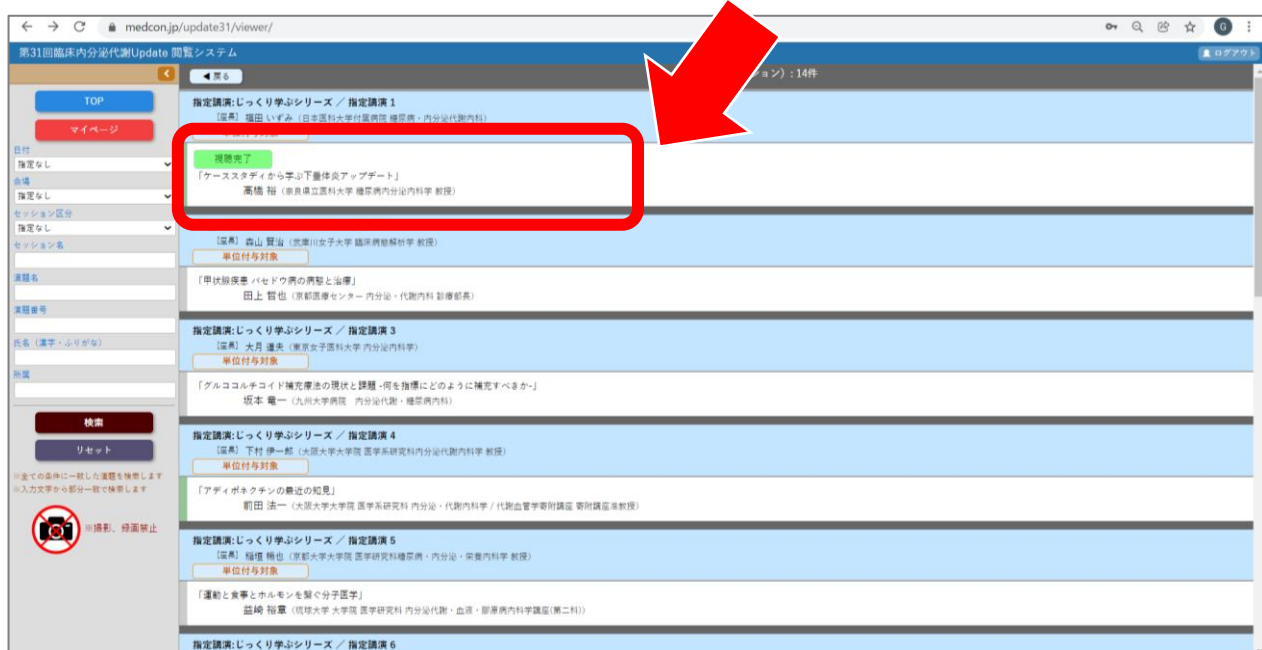 medcon.jp/update31/viewer/
G
第31回臨床内分泌代謝Update 閲覧システム
ログアウト
◀戻る
ション）: 14件
TOP
マイページ
日付
指定なし
会場
指定なし
セッション区分
指定なし
セッション名
演題名
演題番号
氏名（漢字・ふりがな）
所属
検索
リセット
※全ての条件に一致した演題を検索します
※入力文字から部分一致で検索します
※撮影、録画禁止
指定講演:じっくり学ぶシリーズ ／ 指定講演 1
[座長] 福田 いずみ（日本医科大学付属病院 糖尿病・内分泌代謝内科）
視聴完了
「ケーススタディから学ぶ下垂体炎アップデート」
高橋 裕（奈良県立医科大学 糖尿病内分泌内科学 教授）
[座長] 森山 賢治（武庫川女子大学 臨床病態解析学 教授）
単位付与対象
「甲状腺疾患 バセドウ病の病態と治療」
田上 哲也（京都医療センター 内分泌・代謝内科 診療部長）
指定講演:じっくり学ぶシリーズ ／ 指定講演 3
[座長] 大月 道夫（東京女子医科大学 内分泌内科学）
単位付与対象
「グルココルチコイド補充療法の現状と課題 -何を指標にどのように補充すべきか-」
坂本 竜一（九州大学病院 内分泌代謝・糖尿病内科）
指定講演:じっくり学ぶシリーズ ／ 指定講演 4
[座長] 下村 伊一郎（大阪大学大学院 医学系研究科内分泌代謝内科学 教授）
単位付与対象
「アディポネクチンの最近の知見」
前田 法一（大阪大学大学院 医学系研究科 内分泌・代謝内科学 / 代謝血管学寄附講座 寄附講座准教授）
指定講演:じっくり学ぶシリーズ ／ 指定講演 5
[座長] 稲垣 暢也（京都大学大学院 医学研究科糖尿病・内分泌・栄養内科学 教授）
単位付与対象
「運動と食事とホルモンを繋ぐ分子医学」
益崎 裕章（琉球大学 大学院 医学研究科 内分泌代謝・血液・膠原病内科学講座(第二科)）
指定講演:じっくり学ぶシリーズ ／ 指定講演 6